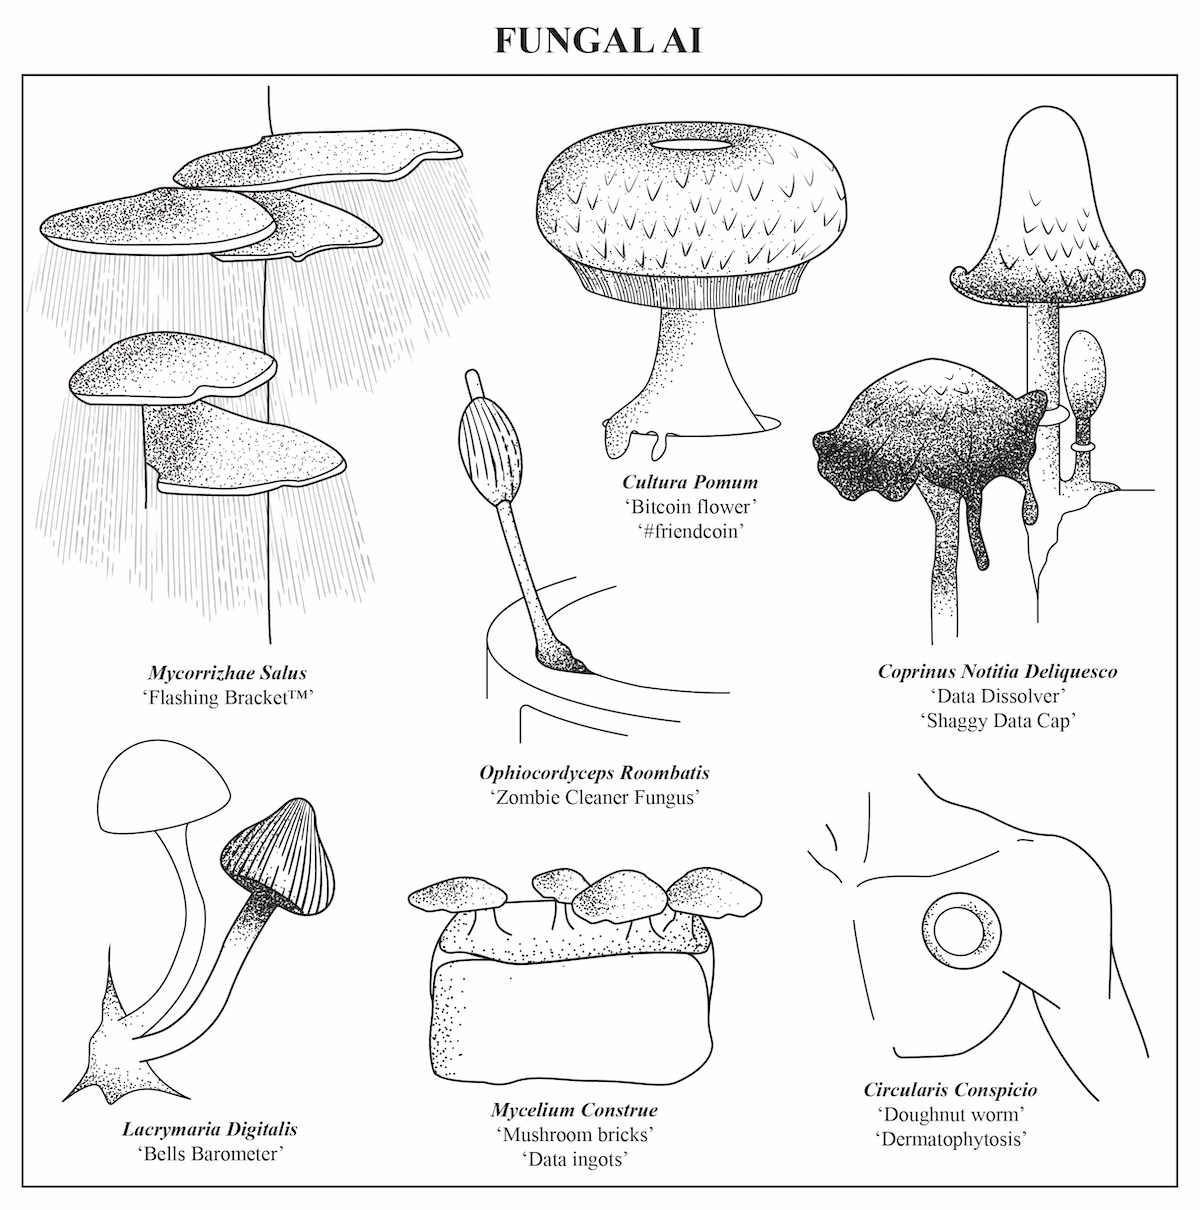 FUNGAL AI
Cultura Pomum
‘Bitcoin flower’
‘#friendcoin’
Mycorrizhae Salus
‘Flashing Bracket™’
Coprinus Notitia Deliquesco
‘Data Dissolver’
‘Shaggy Data Cap’
Ophiocordyceps Roombatis
‘Zombie Cleaner Fungus’
Lacrymaria Digitalis
‘Bells Barometer’
Mycelium Construe
‘Mushroom bricks’
‘Data ingots’
Circularis Conspicio
‘Doughnut worm’
‘Dermatophytosis’